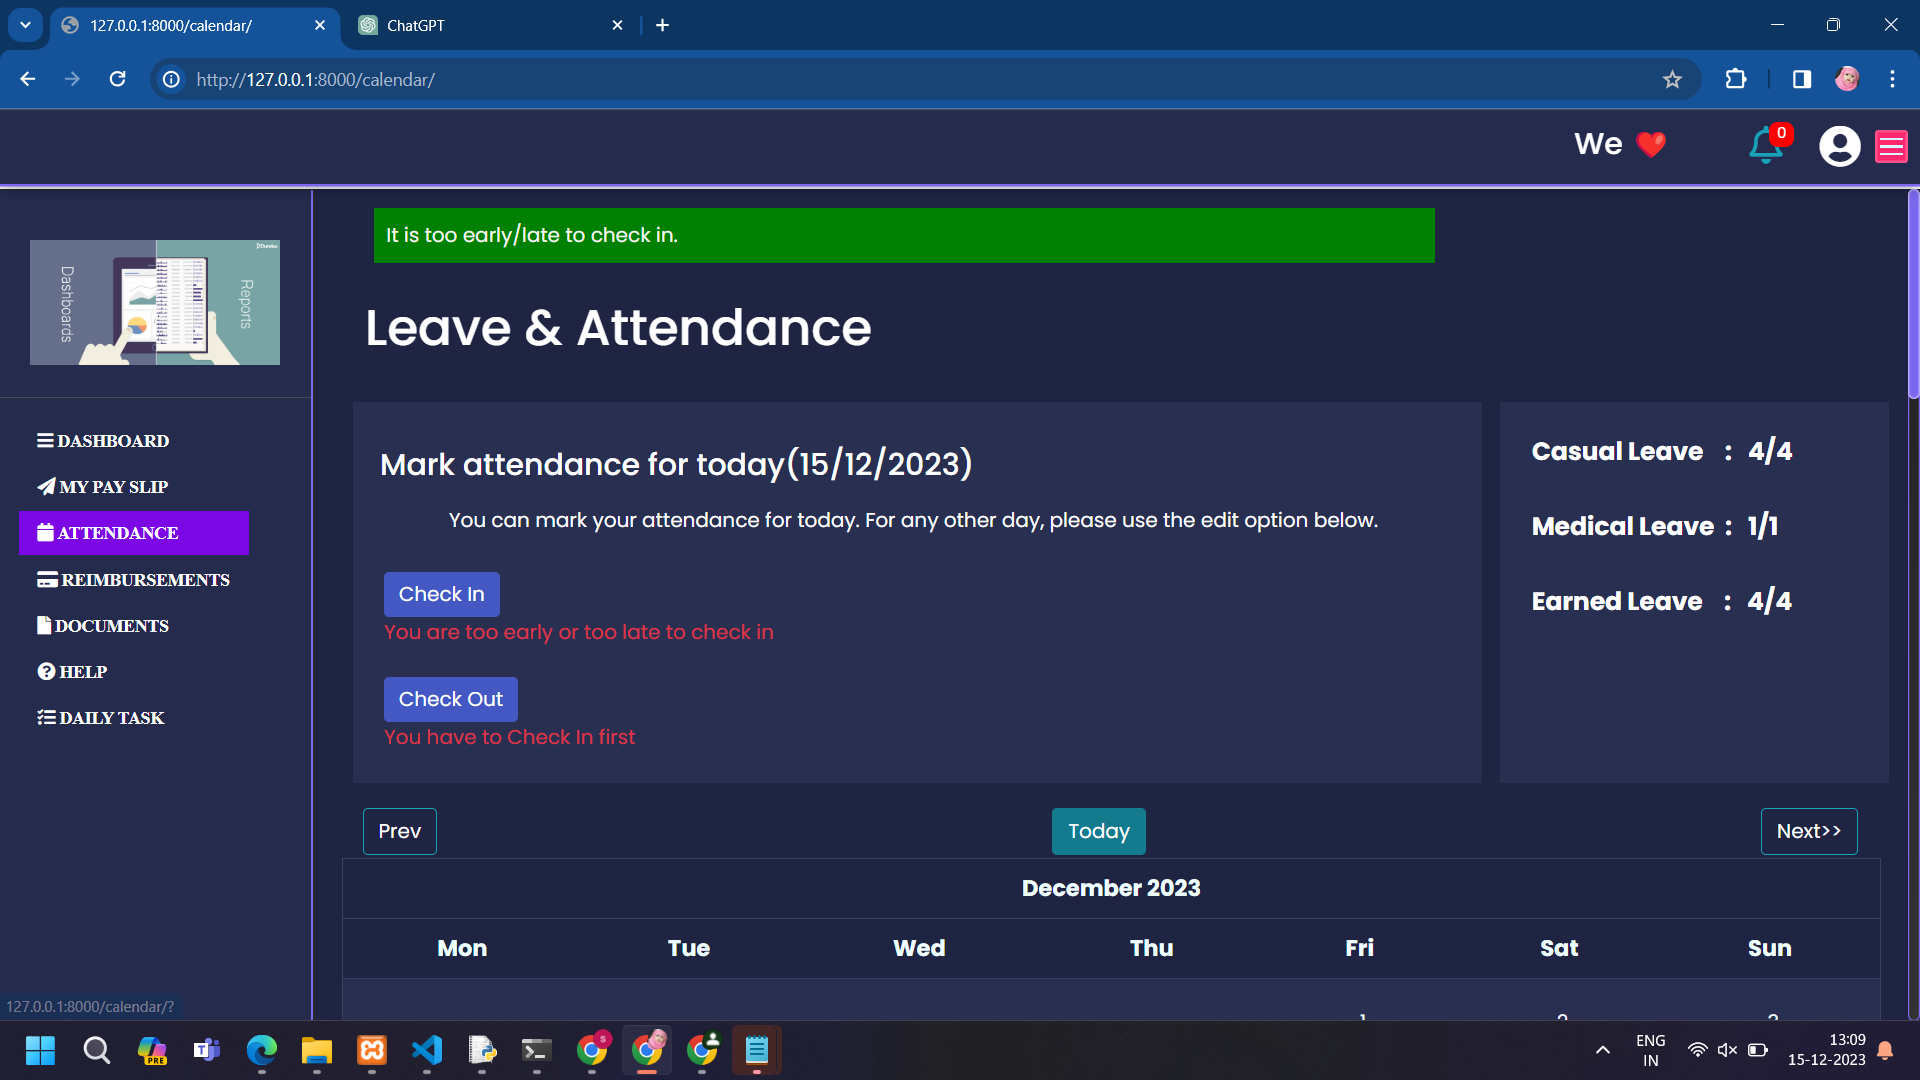 127.0.0.1:8000/calendar/
ChatGPT
http://127.0.0.1:8000/calendar/
We ❤️
0
It is too early/late to check in.
Dundas
Dashboards
Reports
Leave & Attendance
DASHBOARD
MY PAY SLIP
ATTENDANCE
REIMBURSEMENTS
DOCUMENTS
HELP
DAILY TASK
Mark attendance for today(15/12/2023)
You can mark your attendance for today. For any other day, please use the edit option below.
Check In
You are too early or too late to check in
Check Out
You have to Check In first
Casual Leave : 4/4
Medical Leave : 1/1
Earned Leave : 4/4
Prev
Today
Next>>
December 2023
Mon Tue Wed Thu Fri Sat Sun
1 2 3
127.0.0.1:8000/calendar/?
PRE
S
ENG
IN
13:09
15-12-2023